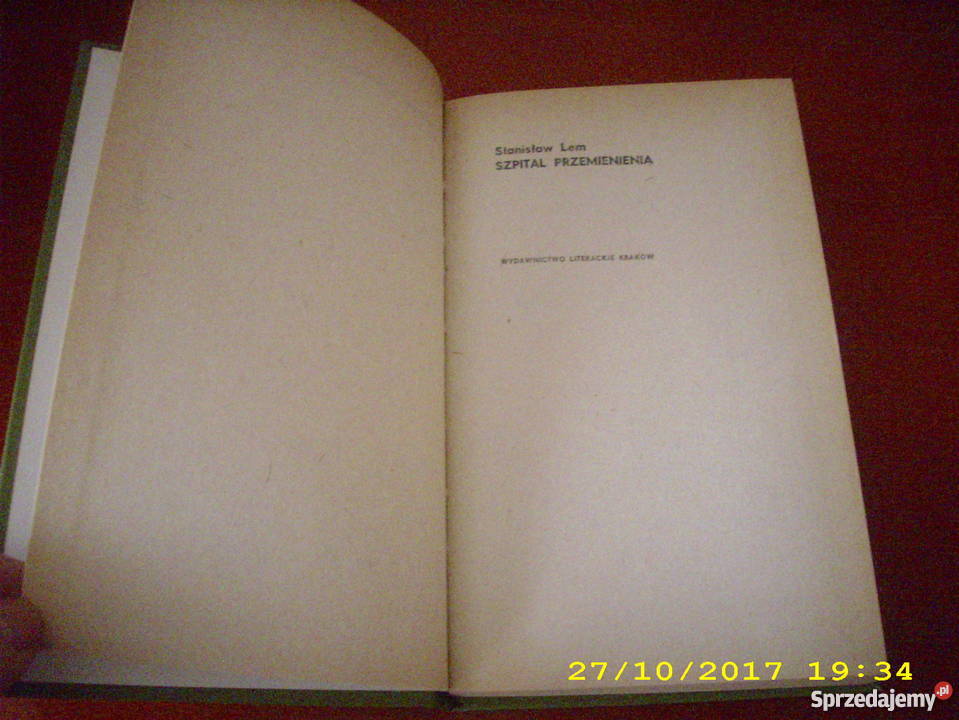 Stanisław Lem
SZPITAL PRZEMIENIENIA
WYDAWNICTWO LITERACKIE KRAKÓW
27/10/2017 19:34
Sprzedajemy.pl